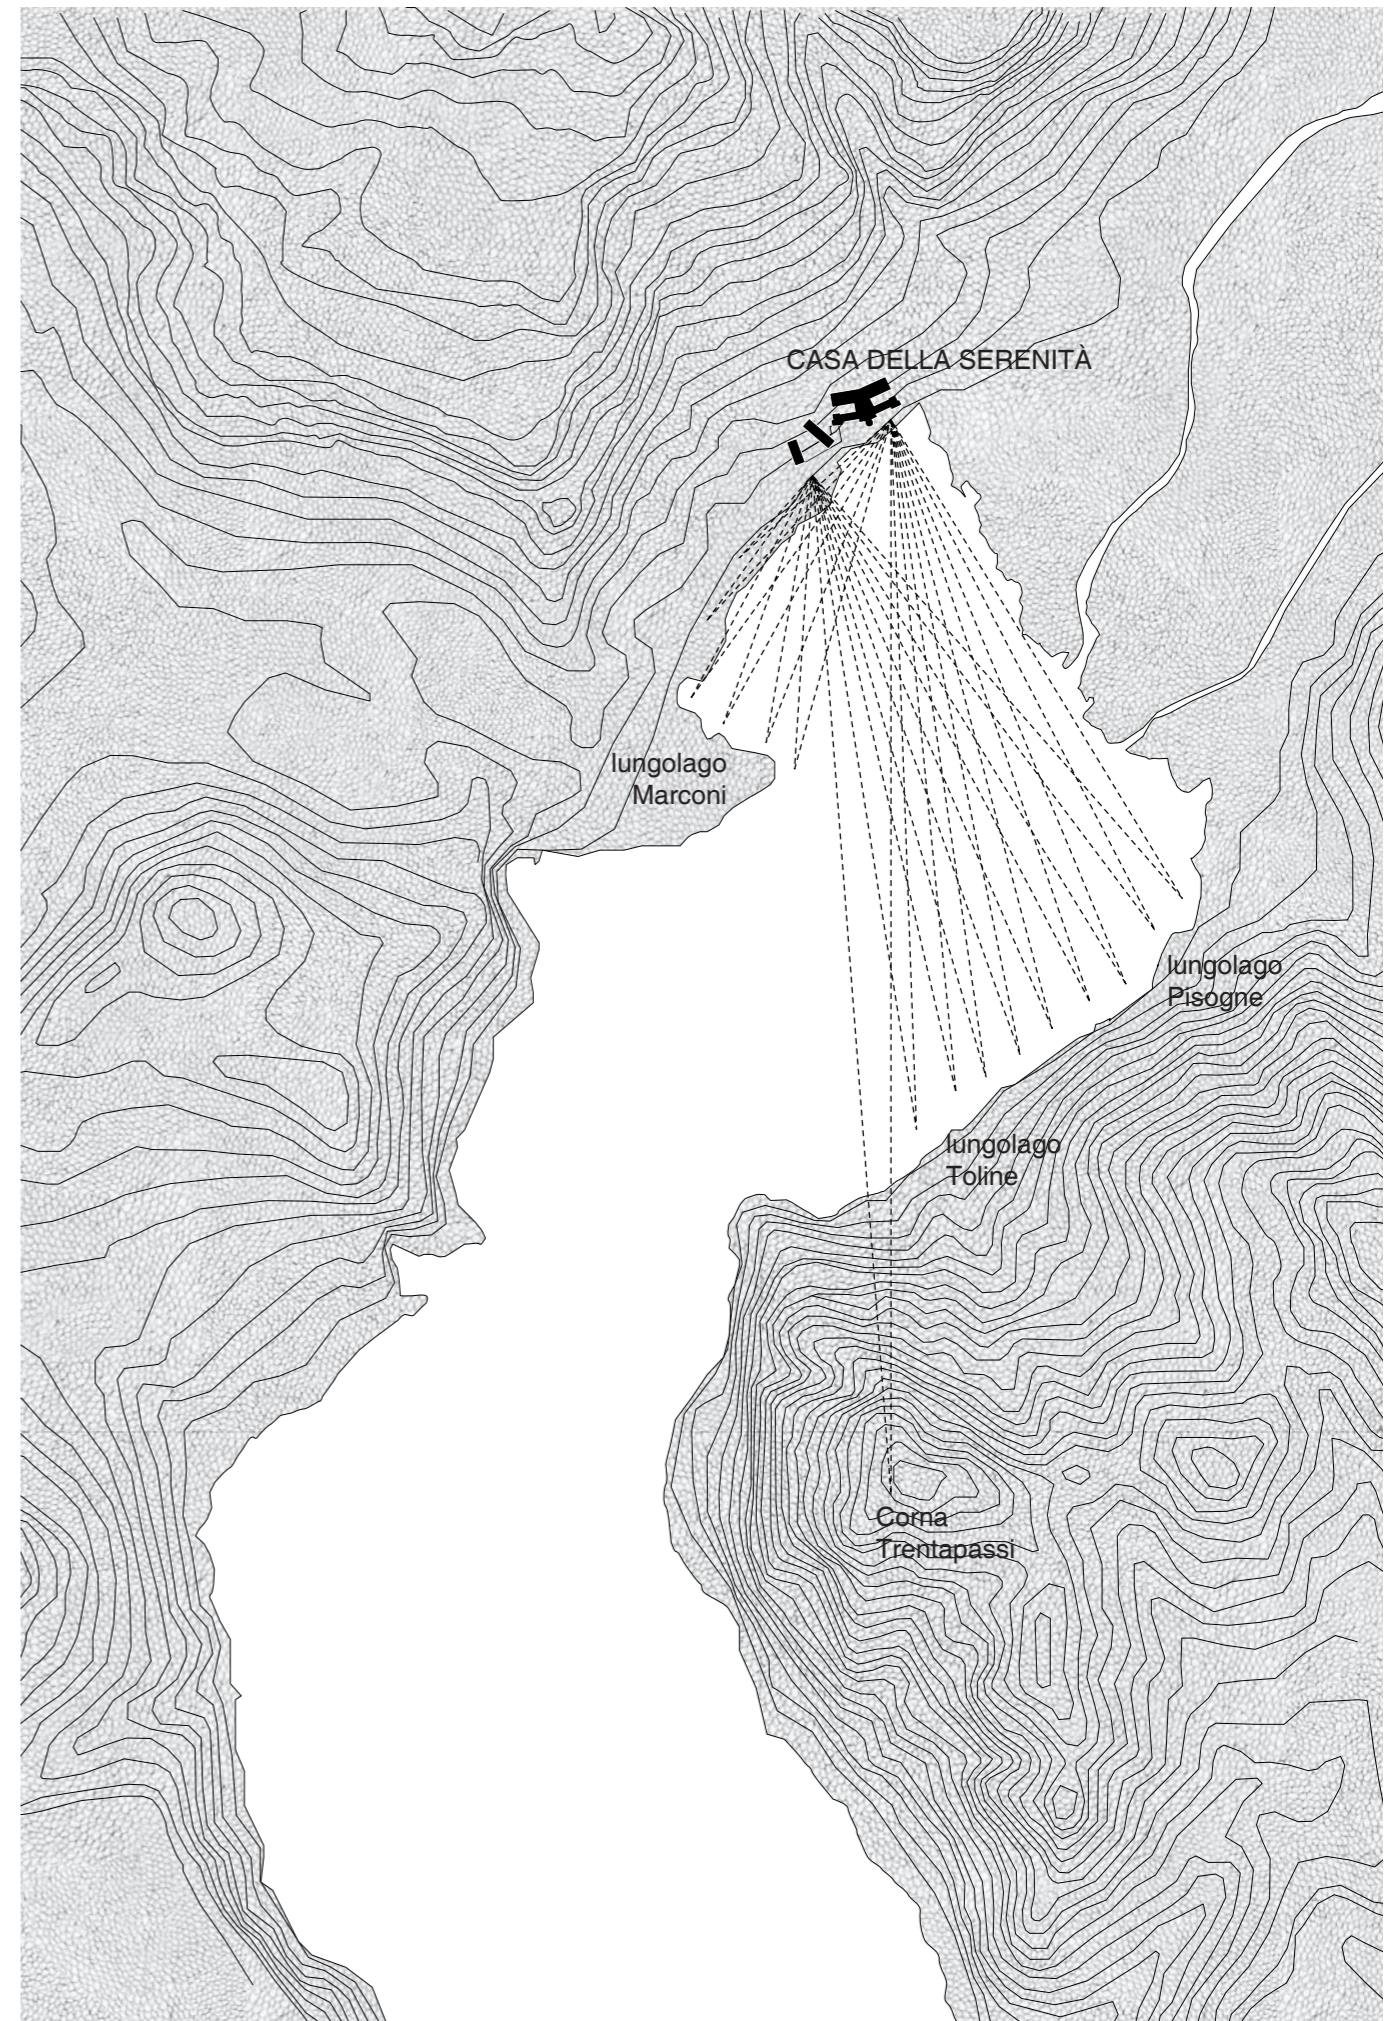 CASA DELLA SERENITÀ
lungolago
Marconi
lungolago
Pisogne
lungolago
Toline
Corna
Trentapassi